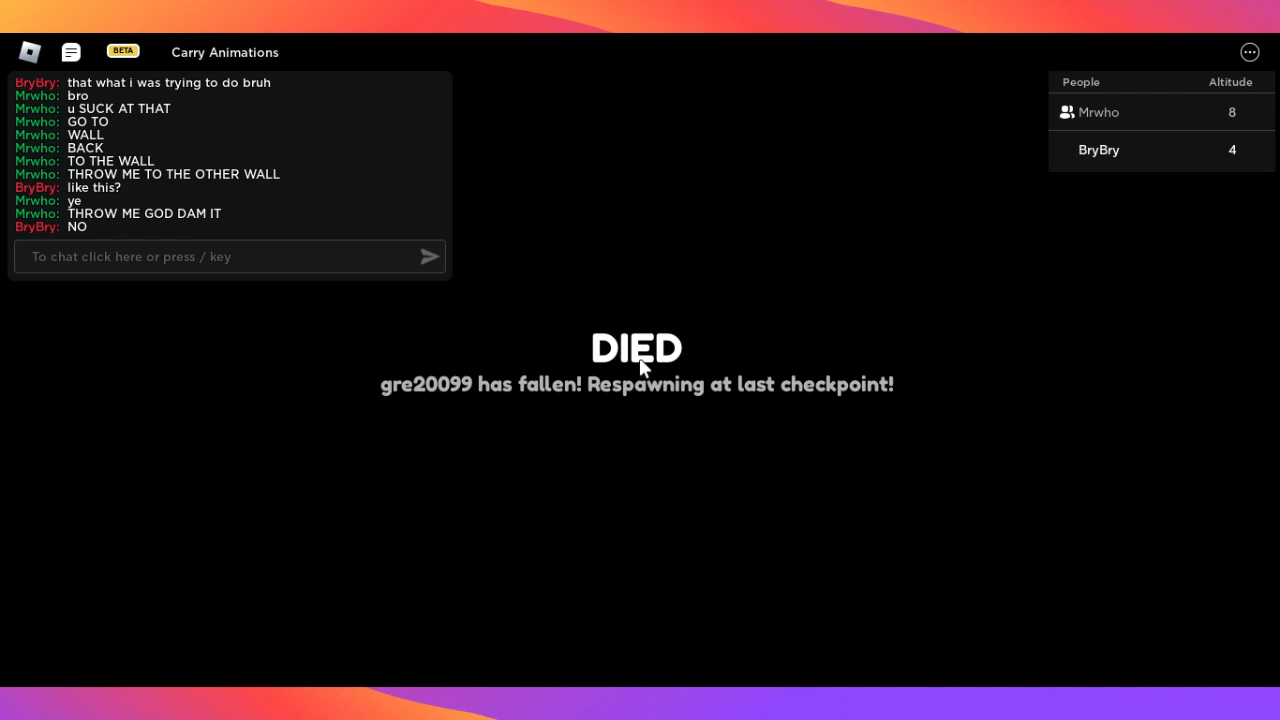 BETA
Carry Animations
BryBry: that what i was trying to do bruh
Mrwho: bro
Mrwho: u SUCK AT THAT
Mrwho: GO TO
Mrwho: WALL
Mrwho: BACK
Mrwho: TO THE WALL
Mrwho: THROW ME TO THE OTHER WALL
BryBry: like this?
Mrwho: ye
Mrwho: THROW ME GOD DAM IT
BryBry: NO
To chat click here or press / key
People Altitude
Mrwho 8
BryBry 4
DIED
gre20099 has fallen! Respawning at last checkpoint!